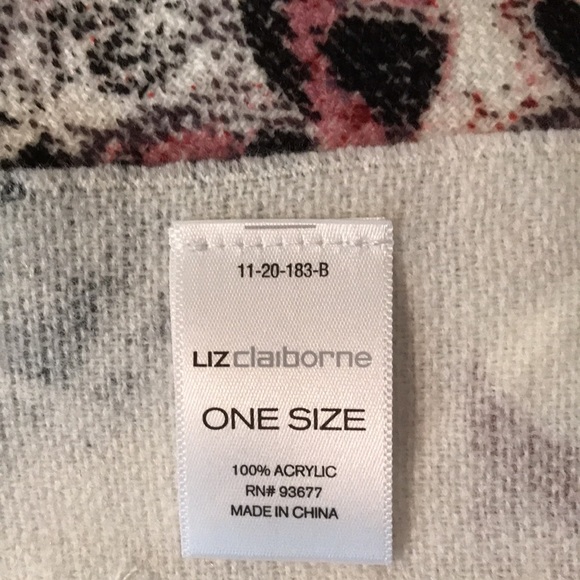 11-20-183-B
LIZclaiborne
ONE SIZE
100% ACRYLIC
RN# 93677
MADE IN CHINA